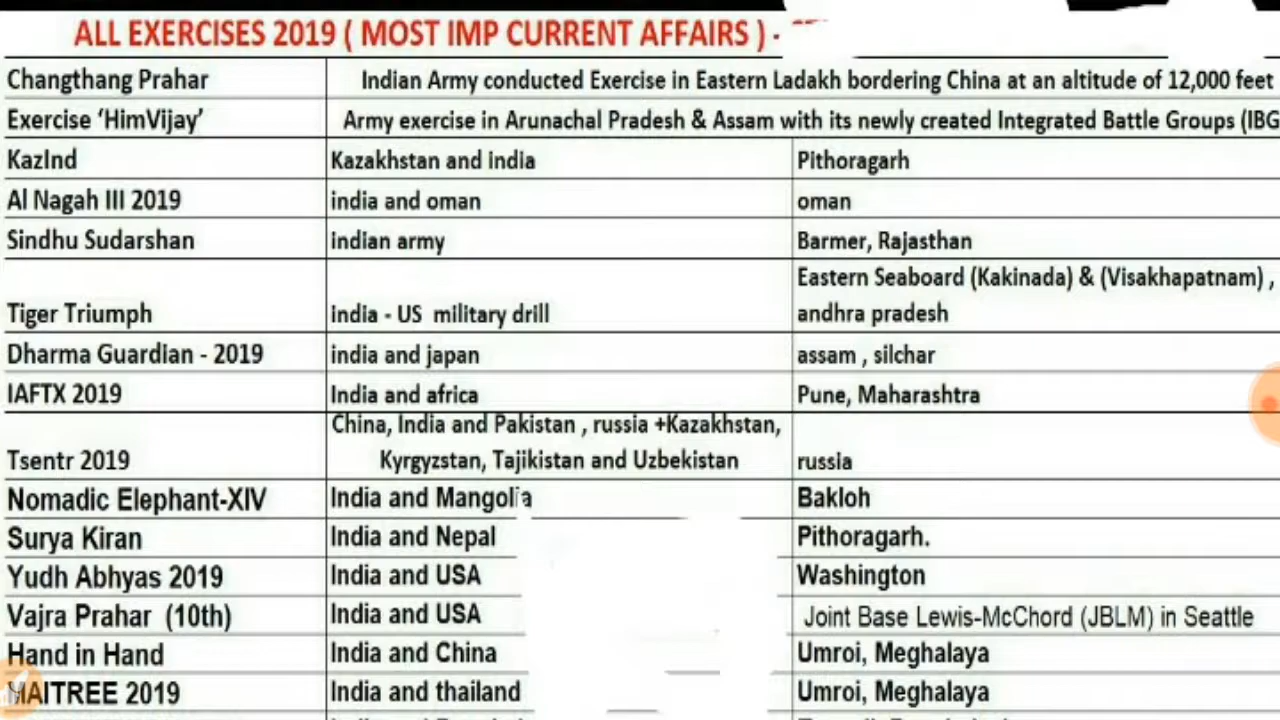 ALL EXERCISES 2019 ( MOST IMP CURRENT AFFAIRS ) -
Changthang Prahar Indian Army conducted Exercise in Eastern Ladakh bordering China at an altitude of 12,000 feet
Exercise ‘HimVijay’ Army exercise in Arunachal Pradesh & Assam with its newly created Integrated Battle Groups (IBG
KazInd Kazakhstan and india Pithoragarh
Al Nagah III 2019 india and oman oman
Sindhu Sudarshan indian army Barmer, Rajasthan
Eastern Seaboard (Kakinada) & (Visakhapatnam) ,
Tiger Triumph india - US military drill andhra pradesh
Dharma Guardian - 2019 india and japan assam , silchar
IAFTX 2019 India and africa Pune, Maharashtra
China, India and Pakistan , russia +Kazakhstan,
Tsentr 2019 Kyrgyzstan, Tajikistan and Uzbekistan russia
Nomadic Elephant-XIV India and Mangolia Bakloh
Surya Kiran India and Nepal Pithoragarh.
Yudh Abhyas 2019 India and USA Washington
Vajra Prahar (10th) India and USA Joint Base Lewis-McChord (JBLM) in Seattle
Hand in Hand India and China Umroi, Meghalaya
MAITREE 2019 India and thailand Umroi, Meghalaya